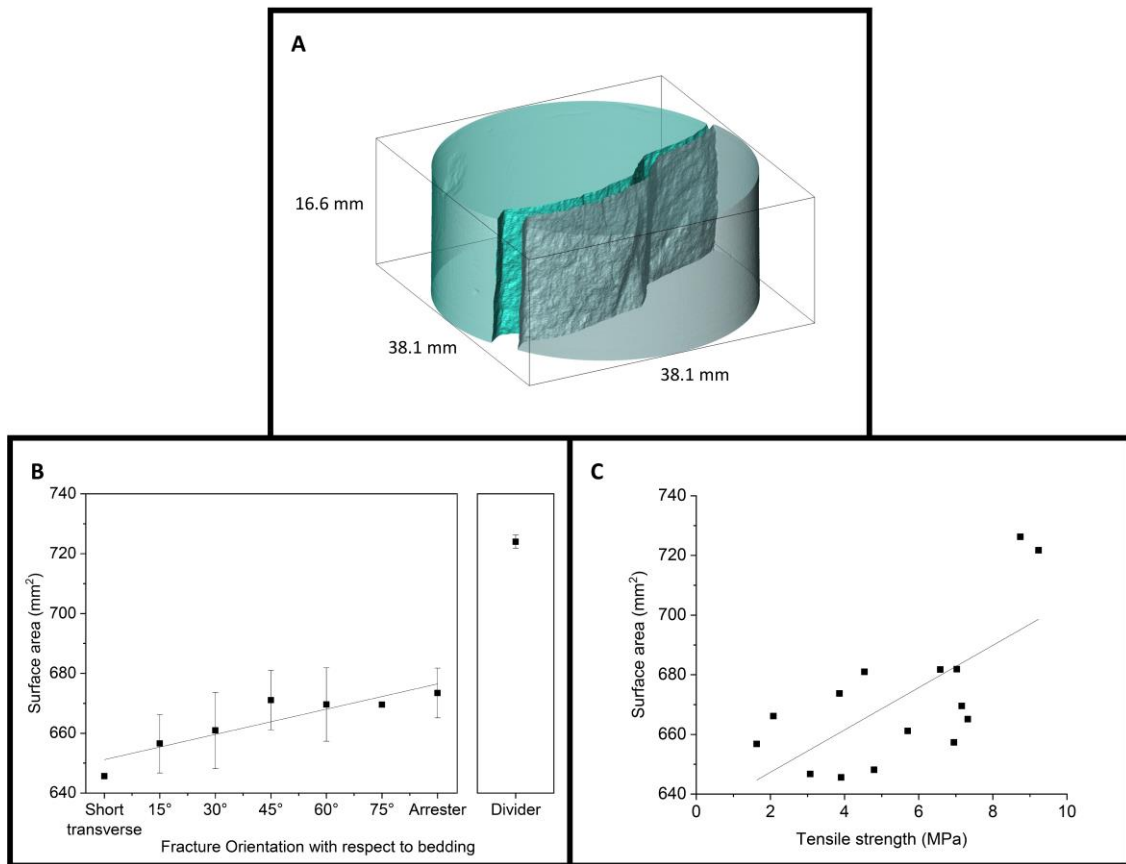 A
16.6 mm
38.1 mm
38.1 mm
B
740
720
700
680
660
640
Surface area (mm²)
Short transverse
15°
30°
45°
60°
75°
Arrester
Divider
Fracture Orientation with respect to bedding
C
740
720
700
680
660
640
Surface area (mm²)
0
2
4
6
8
10
Tensile strength (MPa)